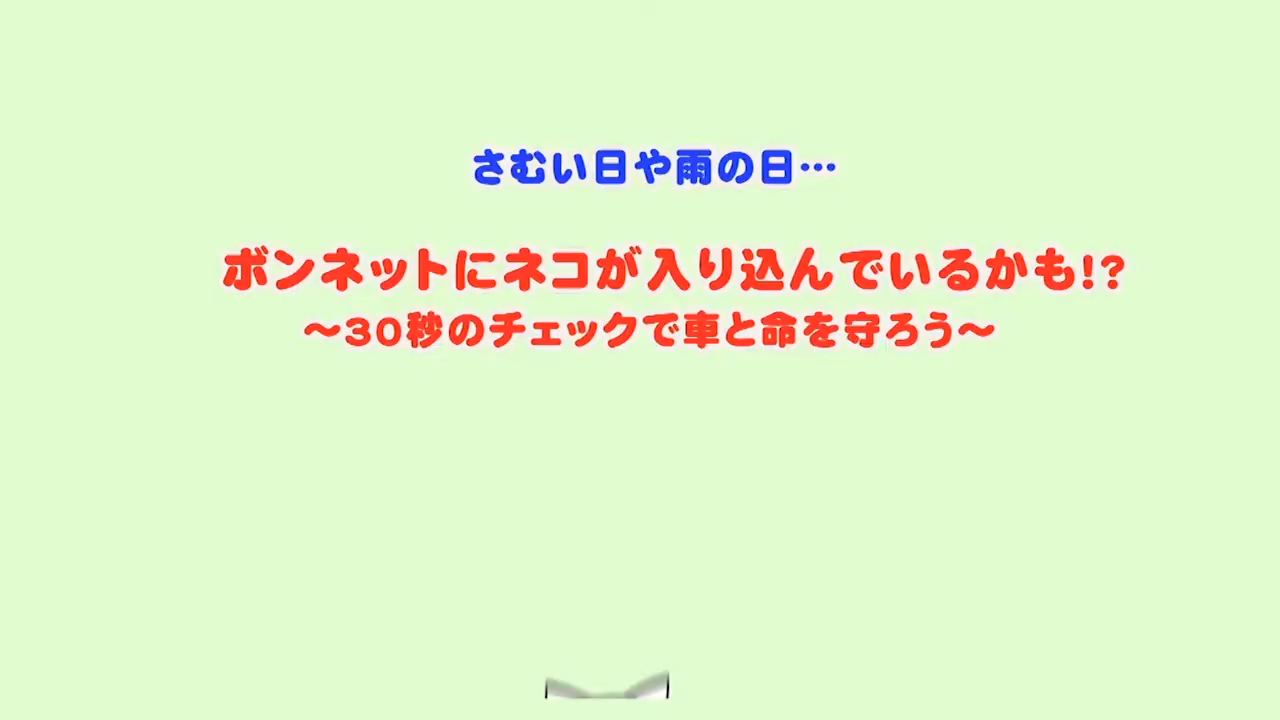 さむい日や雨の日…
ボンネットにネコが入り込んでいるかも!?
～30秒のチェックで車と命を守ろう～